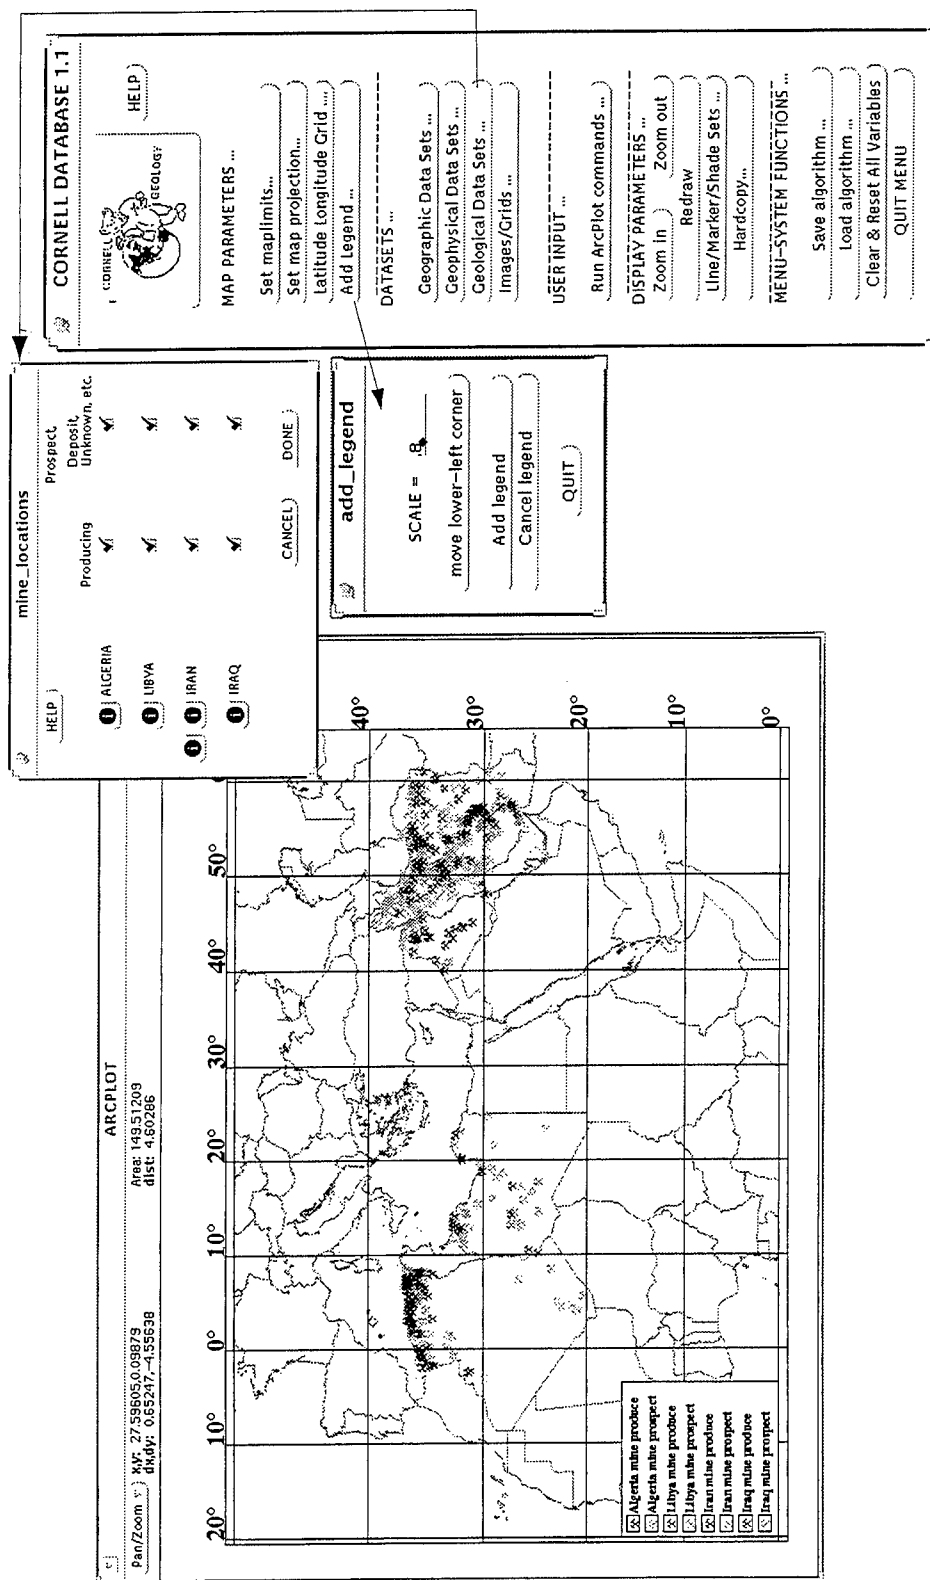 ARCPLOT
Pan/Zoom
x,y: 27.59605,0.09879
dx,dy: 0.65247,-4.55638
Area: 149.51209
dist: 4.60286
20°
10°
0°
10°
20°
30°
40°
50°
40°
30°
20°
10°
0°
Algeria mine produce
Algeria mine prospect
Libya mine produce
Libya mine prospect
Iran mine produce
Iran mine prospect
Iraq mine produce
Iraq mine prospect
mine_locations
HELP
Producing
Prospect,
Deposit,
Unknown, etc.
ALGERIA
LIBYA
IRAN
IRAQ
CANCEL
DONE
add_legend
SCALE = .8
move lower-left corner
Add legend
Cancel legend
QUIT
CORNELL DATABASE 1.1
CORNELL
GEOLOGY
HELP
MAP PARAMETERS ...
Set maplimits...
Set map projection...
Latitude Longitude Grid ....
Add Legend ...
DATASETS ...
Geographic Data Sets ...
Geophysical Data Sets ...
Geological Data Sets ...
Images/Grids ...
USER INPUT ...
Run ArcPlot commands ...
DISPLAY PARAMETERS ...
Zoom in
Zoom out
Redraw
Line/Marker/Shade Sets ...
Hardcopy...
MENU-SYSTEM FUNCTIONS ...
Save algorithm ...
Load algorithm ...
Clear & Reset All Variables
QUIT MENU